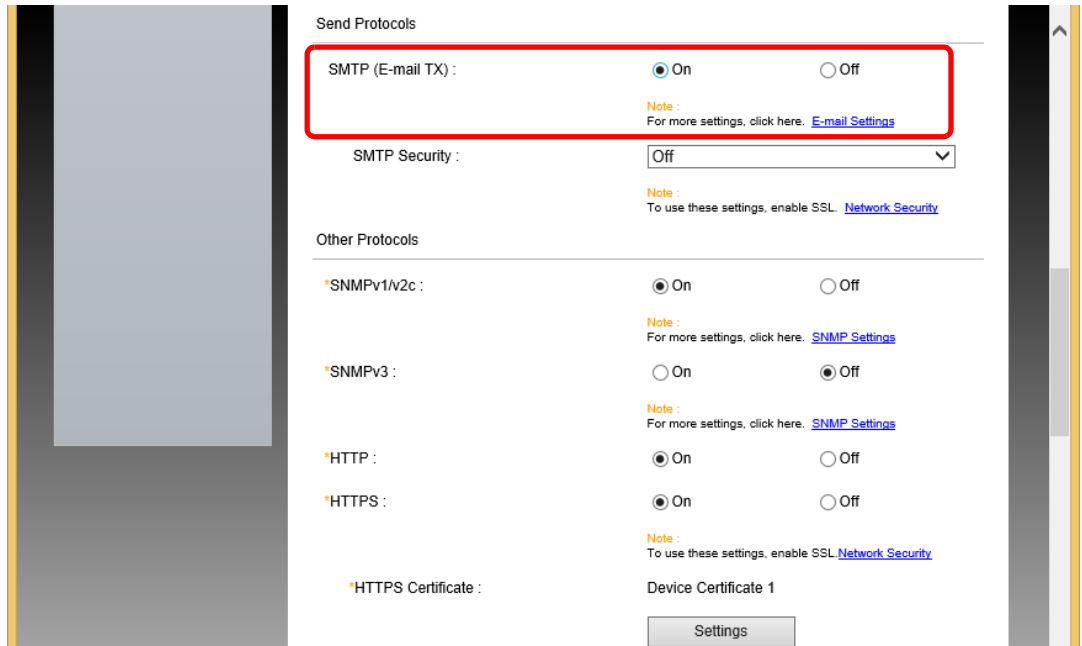 Send Protocols
SMTP (E-mail TX) : On Off
Note :
For more settings, click here. E-mail Settings
SMTP Security : Off
Note :
To use these settings, enable SSL. Network Security
Other Protocols
*SNMPv1/v2c : On Off
Note :
For more settings, click here. SNMP Settings
*SNMPv3 : On Off
Note :
For more settings, click here. SNMP Settings
*HTTP : On Off
*HTTPS : On Off
Note :
To use these settings, enable SSL.Network Security
*HTTPS Certificate : Device Certificate 1
Settings